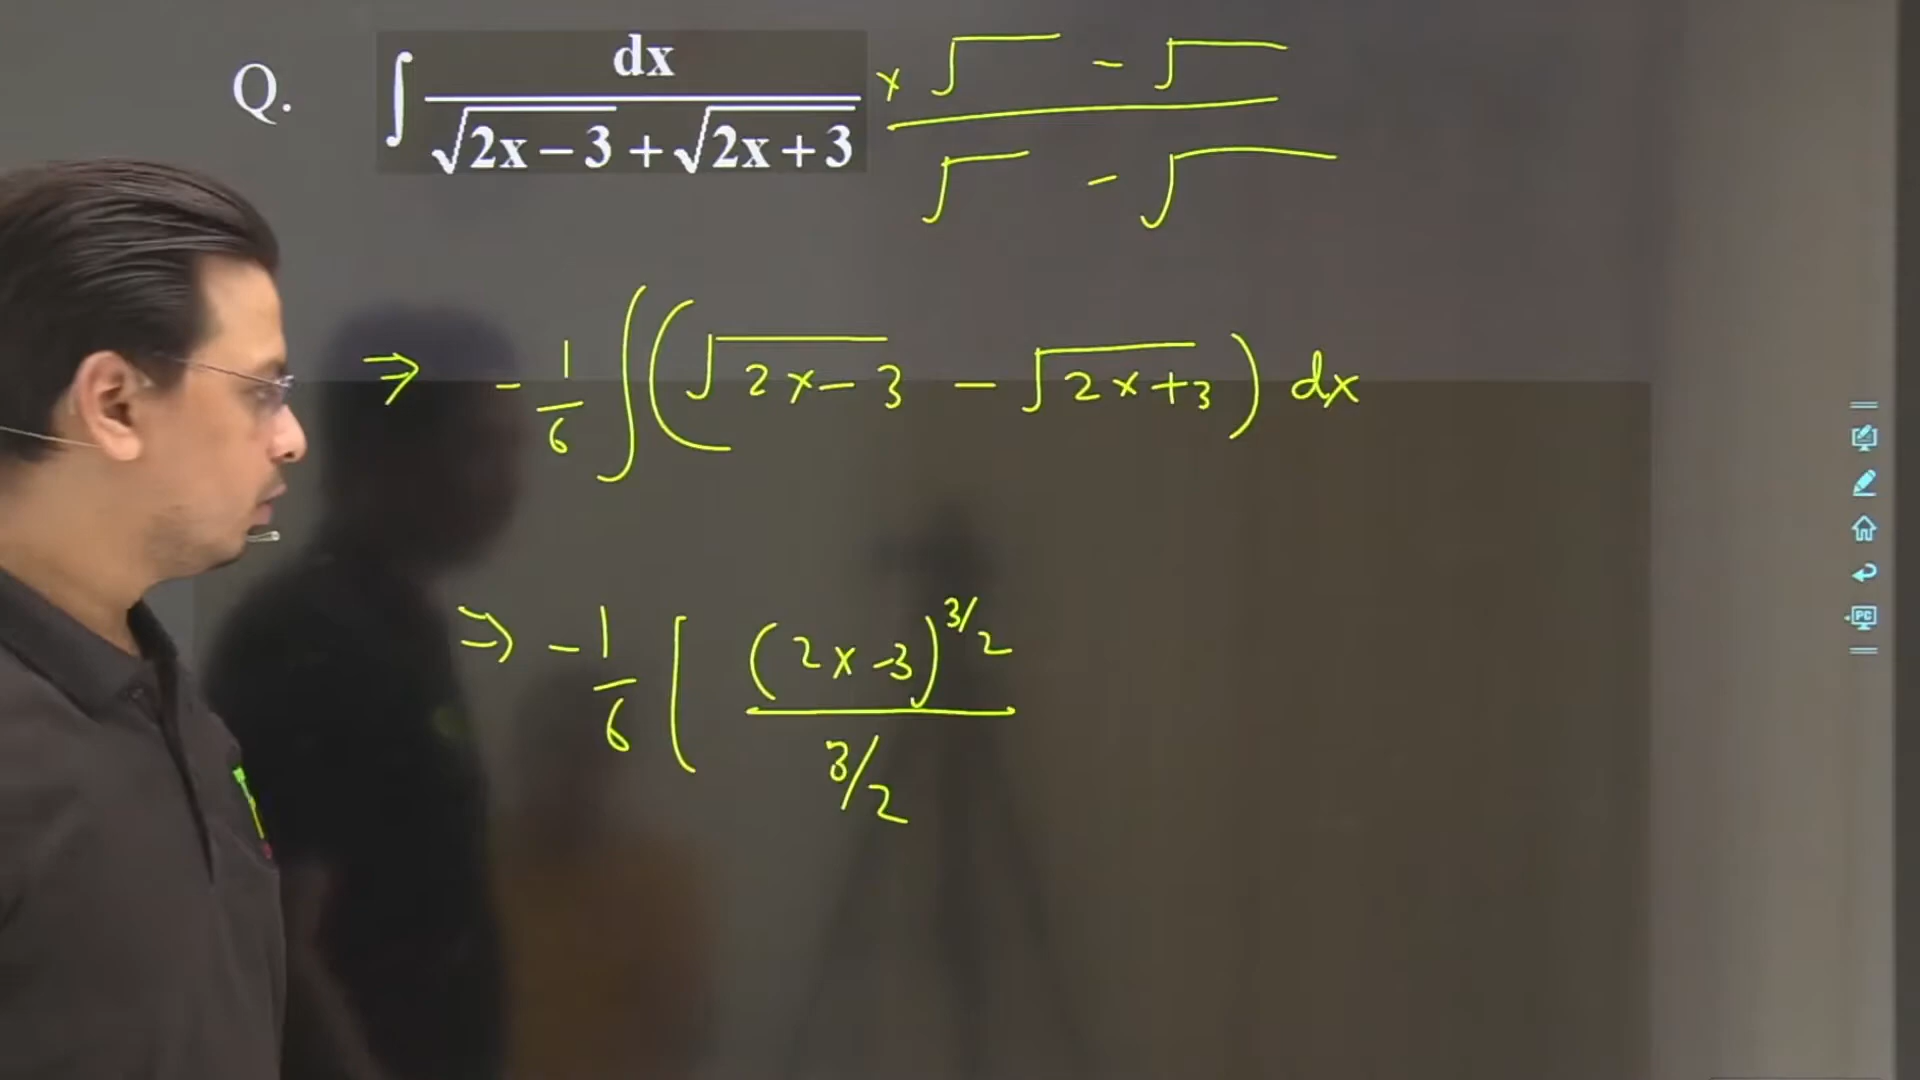 Q. ∫ dx / (√(2x – 3) + √(2x + 3)) × (√ - √) / (√ - √)
⇒ - 1/6 ∫ (√(2x - 3) - √(2x + 3)) dx
⇒ - 1/6 [ (2x - 3)^(3/2) / (3/2)
PC